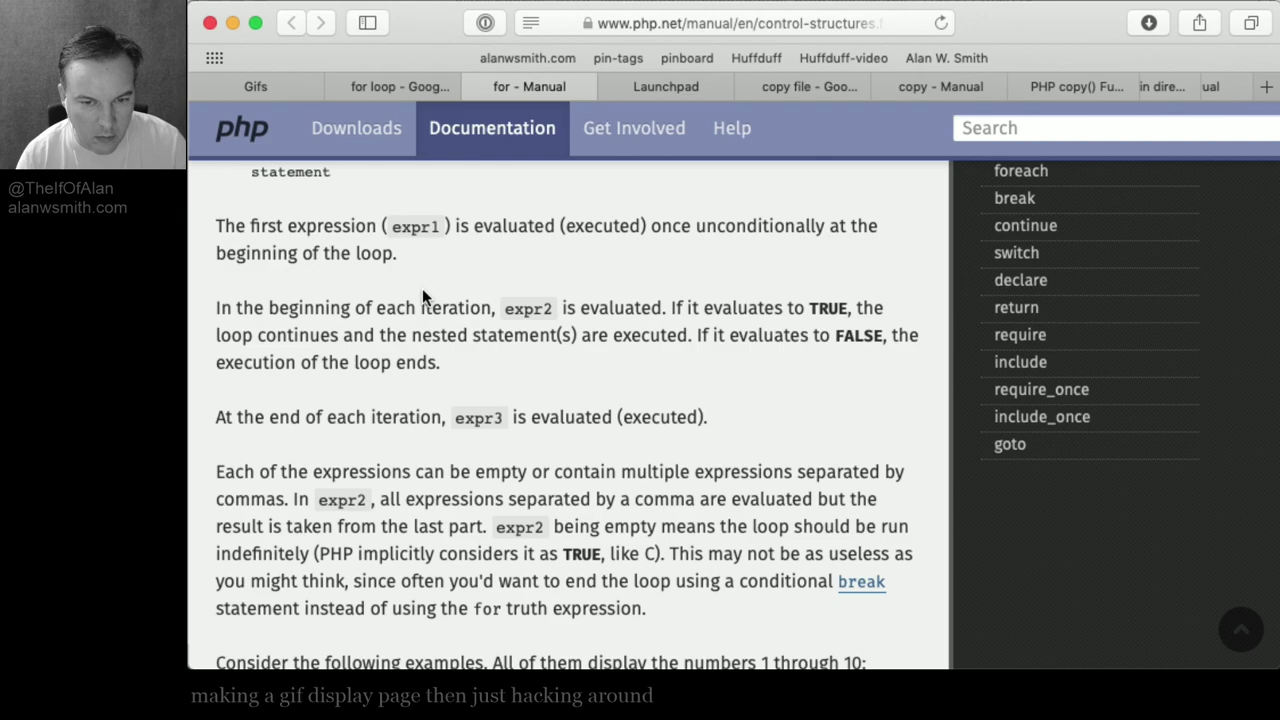 www.php.net/manual/en/control-structures.f
alanwsmith.com pin-tags pinboard Huffduff Huffduff-video Alan W. Smith
Gifs for loop - Goog... for - Manual Launchpad copy file - Goo... copy - Manual PHP copy() Fu... in dire... ual
php Downloads Documentation Get Involved Help Search
@TheIfOfAlan
alanwsmith.com
statement
The first expression (expr1) is evaluated (executed) once unconditionally at the
beginning of the loop.
In the beginning of each iteration, expr2 is evaluated. If it evaluates to TRUE, the
loop continues and the nested statement(s) are executed. If it evaluates to FALSE, the
execution of the loop ends.
At the end of each iteration, expr3 is evaluated (executed).
Each of the expressions can be empty or contain multiple expressions separated by
commas. In expr2, all expressions separated by a comma are evaluated but the
result is taken from the last part. expr2 being empty means the loop should be run
indefinitely (PHP implicitly considers it as TRUE, like C). This may not be as useless as
you might think, since often you'd want to end the loop using a conditional break
statement instead of using the for truth expression.
Consider the following examples. All of them display the numbers 1 through 10:
foreach
break
continue
switch
declare
return
require
include
require_once
include_once
goto
making a gif display page then just hacking around